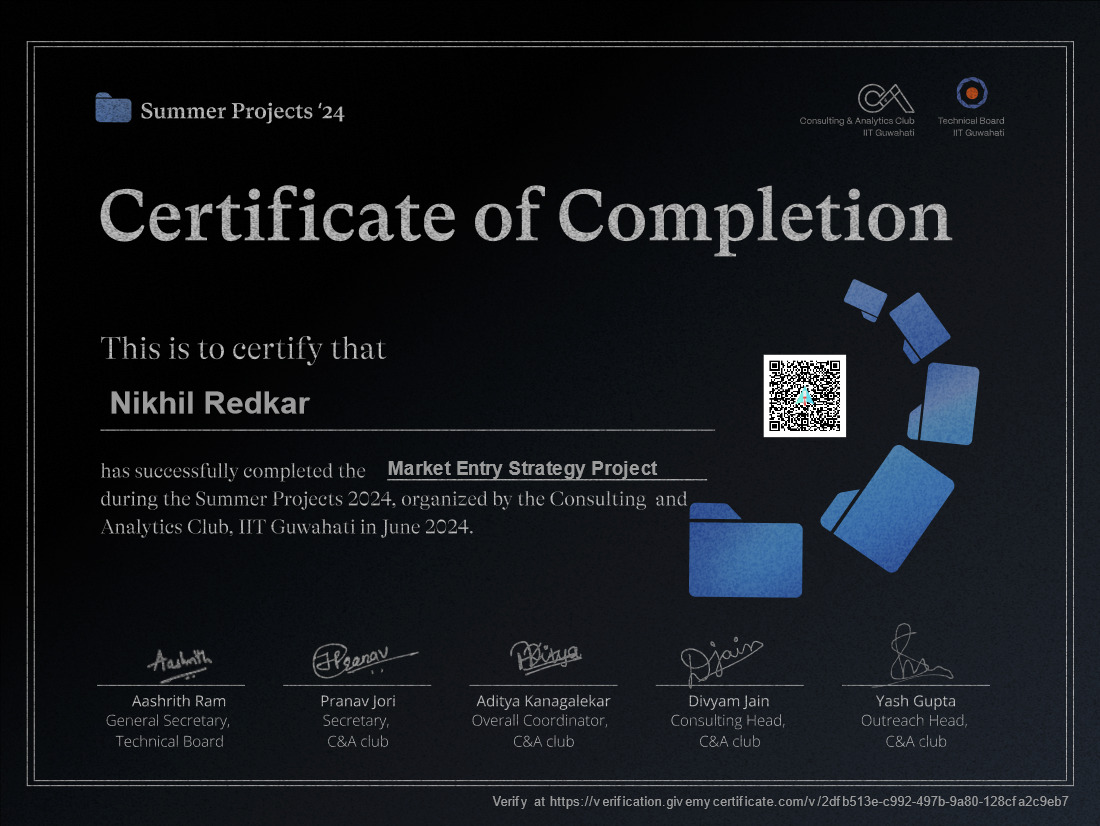 Summer Projects '24
Consulting & Analytics Club
IIT Guwahati
Technical Board
IIT Guwahati
Certificate of Completion
This is to certify that
Nikhil Redkar
has successfully completed the Market Entry Strategy Project
during the Summer Projects 2024, organized by the Consulting and
Analytics Club, IIT Guwahati in June 2024.
Aashrith
Pranav
Aditya
Djain
Aashrith Ram
General Secretary,
Technical Board
Pranav Jori
Secretary,
C&A club
Aditya Kanagalekar
Overall Coordinator,
C&A club
Divyam Jain
Consulting Head,
C&A club
Yash Gupta
Outreach Head,
C&A club
Verify at https://verification.givemycertificate.com/v/2dfb513e-c992-497b-9a80-128cfa2c9eb7